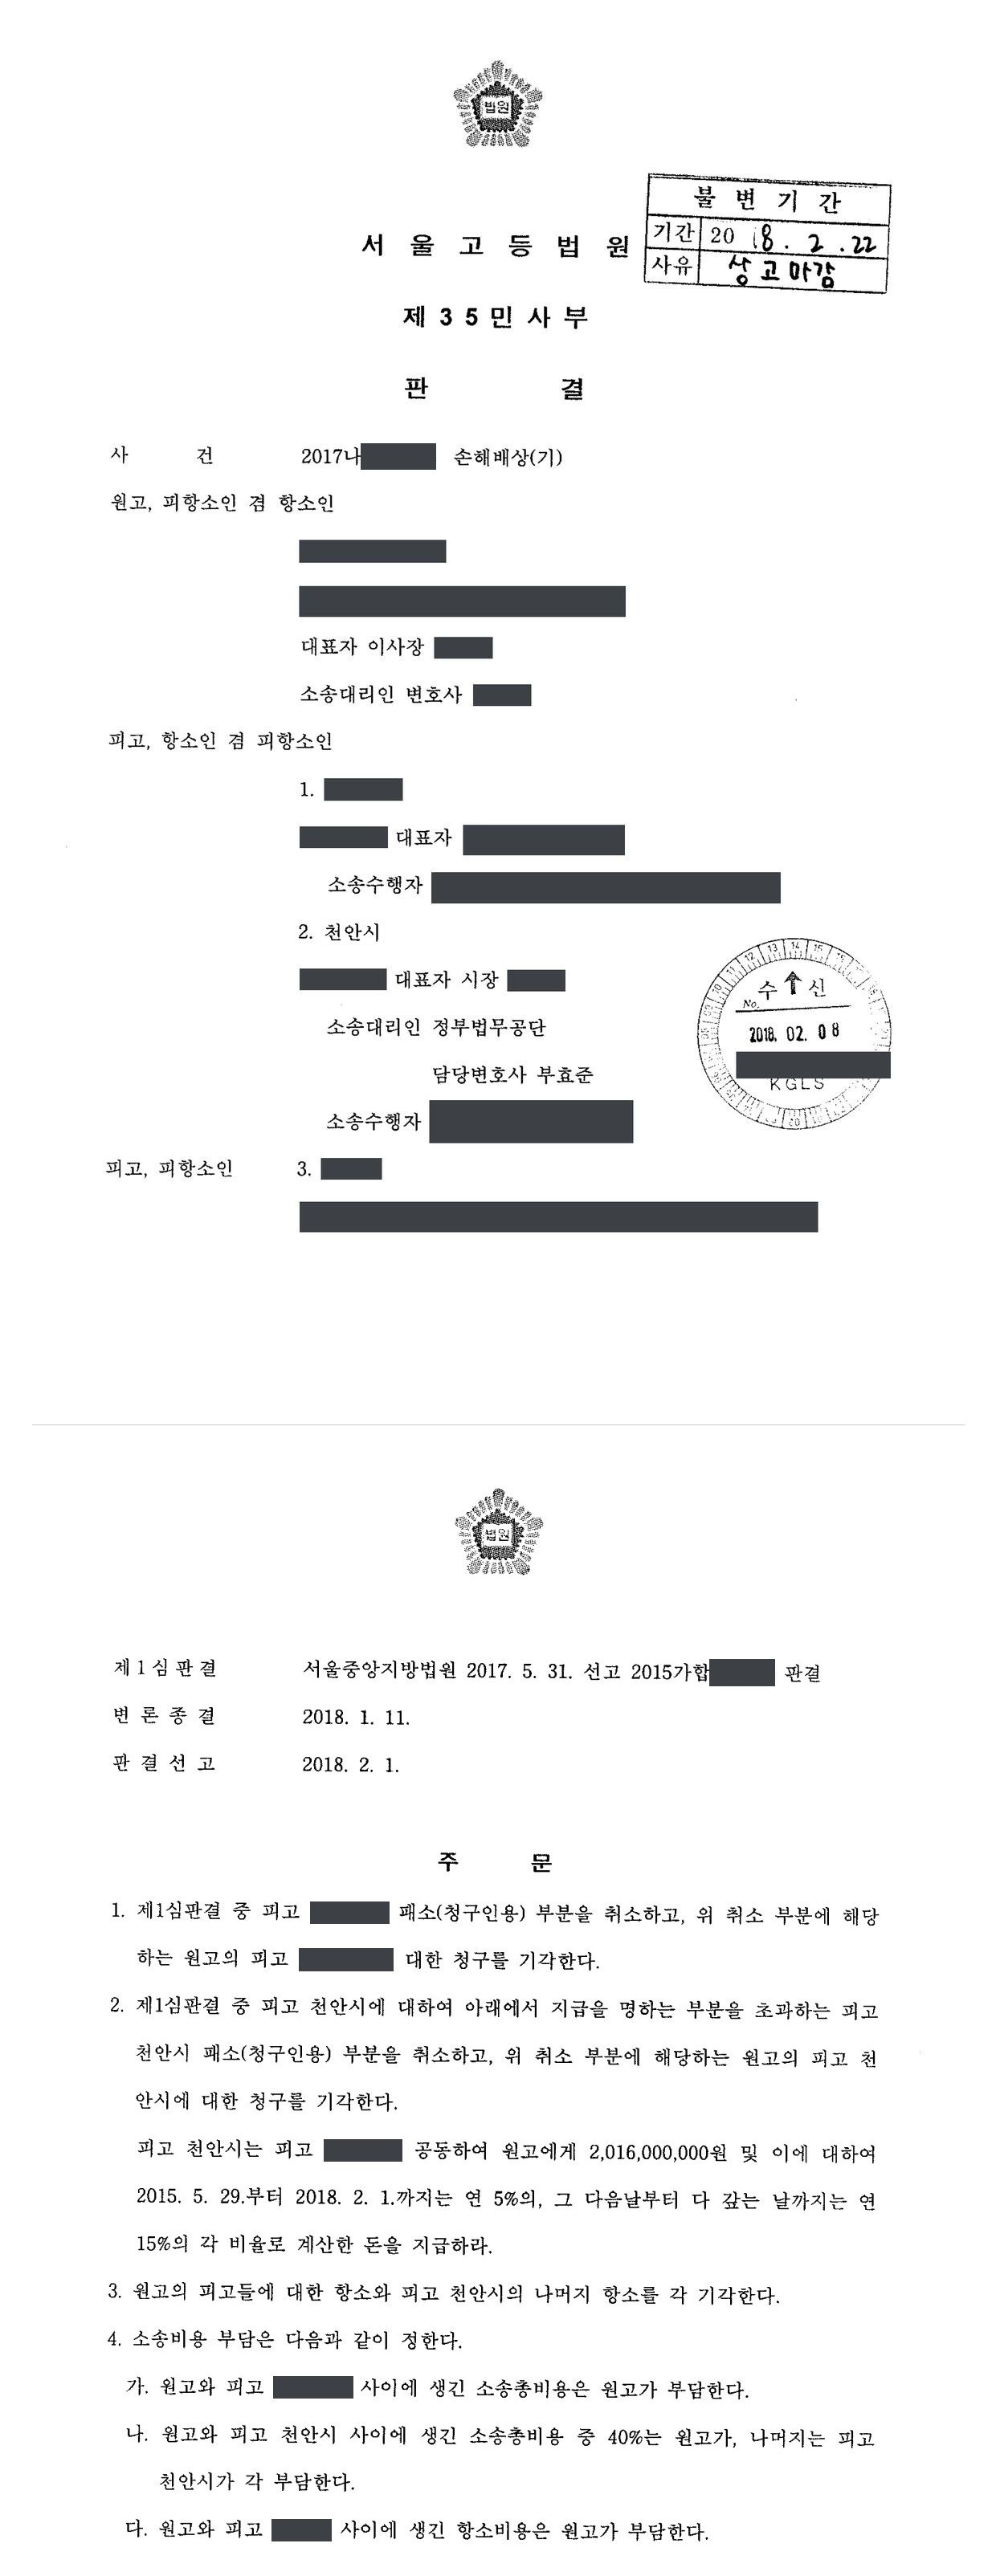 법원
불변기간
기간 2018. 2. 22
사유 상고마감
서울고등법원
제35민사부
판 결
사 건 2017나 손해배상(기)
원고, 피항소인 겸 항소인
대표자 이사장
소송대리인 변호사
피고, 항소인 겸 피항소인
1.
대표자
소송수행자
2. 천안시
대표자 시장
소송대리인 정부법무공단
담당변호사 부효준
소송수행자
수 신
No.
2018. 02. 08
KGLS
피고, 피항소인 3.
법원
제1심판결 서울중앙지방법원 2017. 5. 31. 선고 2015가합 판결
변론종결 2018. 1. 11.
판결선고 2018. 2. 1.
주 문
1. 제1심판결 중 피고 패소(청구인용) 부분을 취소하고, 위 취소 부분에 해당
하는 원고의 피고 대한 청구를 기각한다.
2. 제1심판결 중 피고 천안시에 대하여 아래에서 지급을 명하는 부분을 초과하는 피고
천안시 패소(청구인용) 부분을 취소하고, 위 취소 부분에 해당하는 원고의 피고 천
안시에 대한 청구를 기각한다.
피고 천안시는 피고 공동하여 원고에게 2,016,000,000원 및 이에 대하여
2015. 5. 29.부터 2018. 2. 1.까지는 연 5%의, 그 다음날부터 다 갚는 날까지는 연
15%의 각 비율로 계산한 돈을 지급하라.
3. 원고의 피고들에 대한 항소와 피고 천안시의 나머지 항소를 각 기각한다.
4. 소송비용 부담은 다음과 같이 정한다.
가. 원고와 피고 사이에 생긴 소송총비용은 원고가 부담한다.
나. 원고와 피고 천안시 사이에 생긴 소송총비용 중 40%는 원고가, 나머지는 피고
천안시가 각 부담한다.
다. 원고와 피고 사이에 생긴 항소비용은 원고가 부담한다.